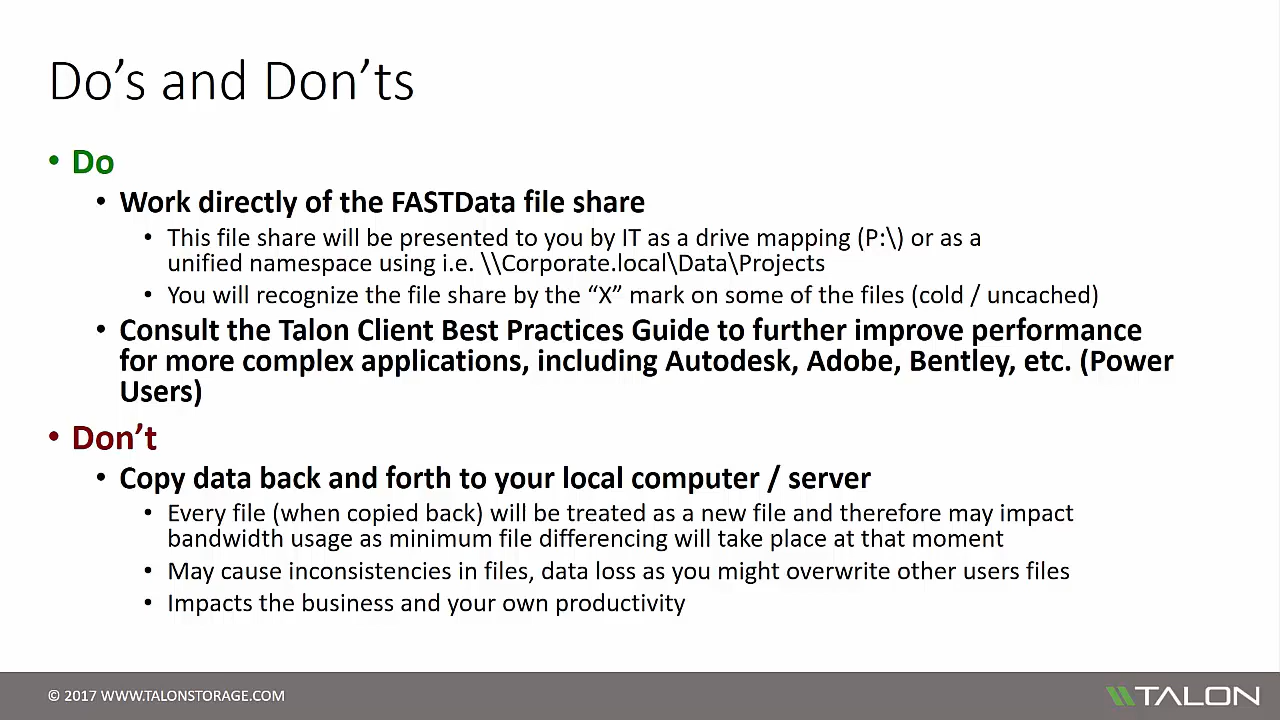 Do’s and Don’ts
• Do
• Work directly of the FASTData file share
• This file share will be presented to you by IT as a drive mapping (P:\) or as a
unified namespace using i.e. \\Corporate.local\Data\Projects
• You will recognize the file share by the “X” mark on some of the files (cold / uncached)
• Consult the Talon Client Best Practices Guide to further improve performance
for more complex applications, including Autodesk, Adobe, Bentley, etc. (Power
Users)
• Don’t
• Copy data back and forth to your local computer / server
• Every file (when copied back) will be treated as a new file and therefore may impact
bandwidth usage as minimum file differencing will take place at that moment
• May cause inconsistencies in files, data loss as you might overwrite other users files
• Impacts the business and your own productivity
© 2017 WWW.TALONSTORAGE.COM
TALON